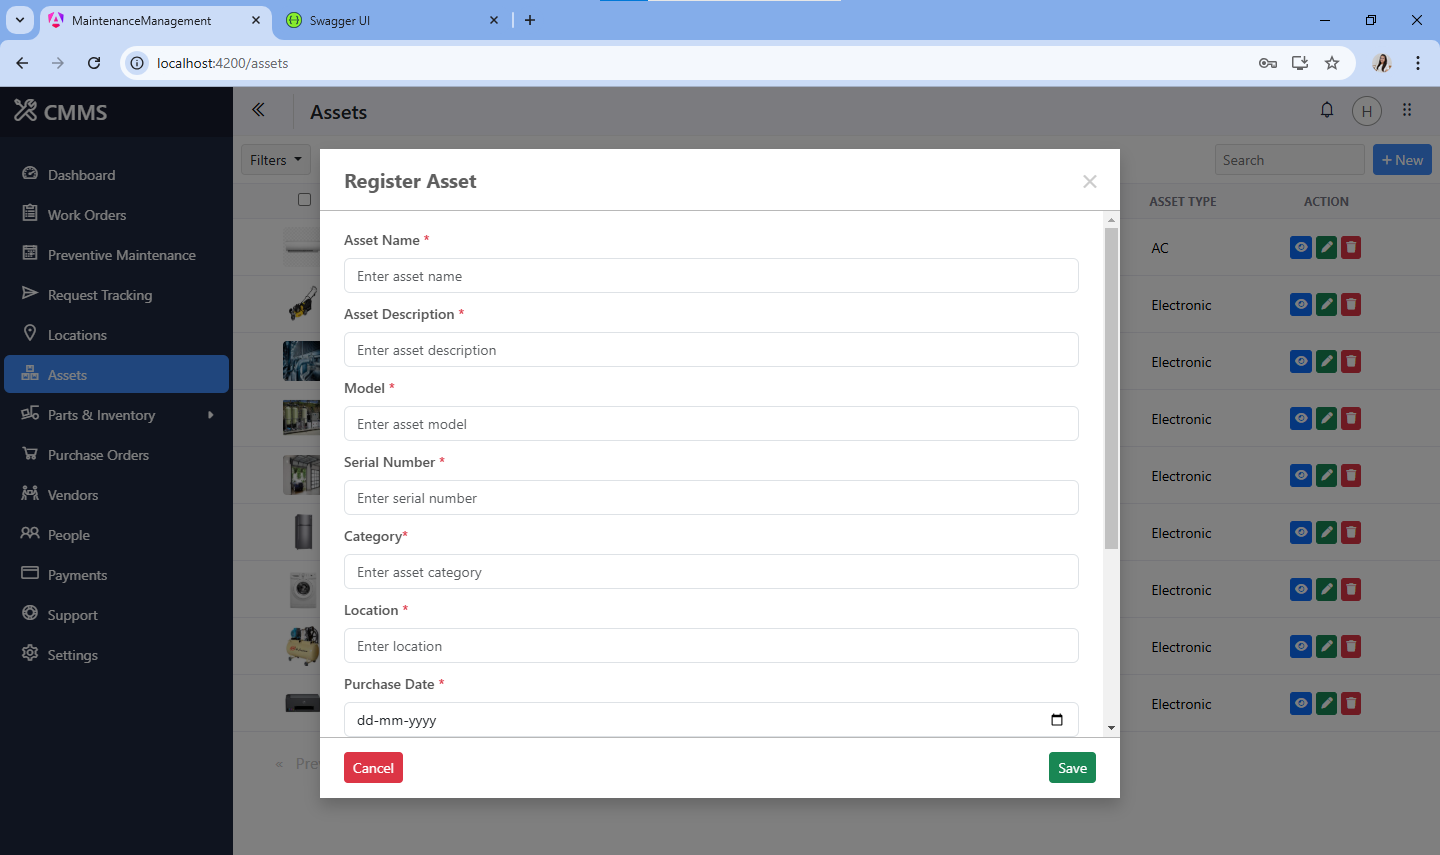 MaintenanceManagement
Swagger UI
localhost:4200/assets
CMMS
Assets
H
Dashboard
Work Orders
Preventive Maintenance
Request Tracking
Locations
Assets
Parts & Inventory
Purchase Orders
Vendors
People
Payments
Support
Settings
Filters
Search
+ New
ASSET TYPE ACTION
AC
Electronic
Electronic
Electronic
Electronic
Electronic
Electronic
Electronic
Electronic
« Pre
Register Asset
Asset Name *
Enter asset name
Asset Description *
Enter asset description
Model *
Enter asset model
Serial Number *
Enter serial number
Category*
Enter asset category
Location *
Enter location
Purchase Date *
dd-mm-yyyy
Cancel
Save